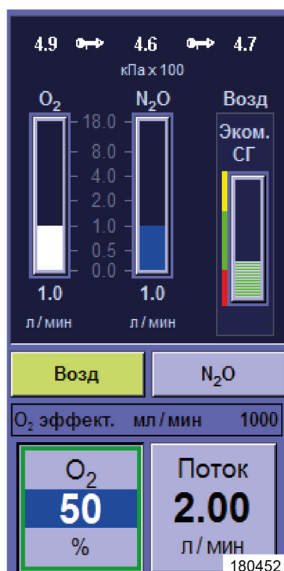 4.9 4.6 4.7
кПа x 100
O₂ N₂O Возд
18.0
Эком.
СГ
8.0
4.0
2.0
1.0
0.5
0.0
1.0 1.0
л/мин л/мин
Возд N₂O
O₂ эффект. мл/мин 1000
O₂ Поток
50 2.00
% л/мин
180452